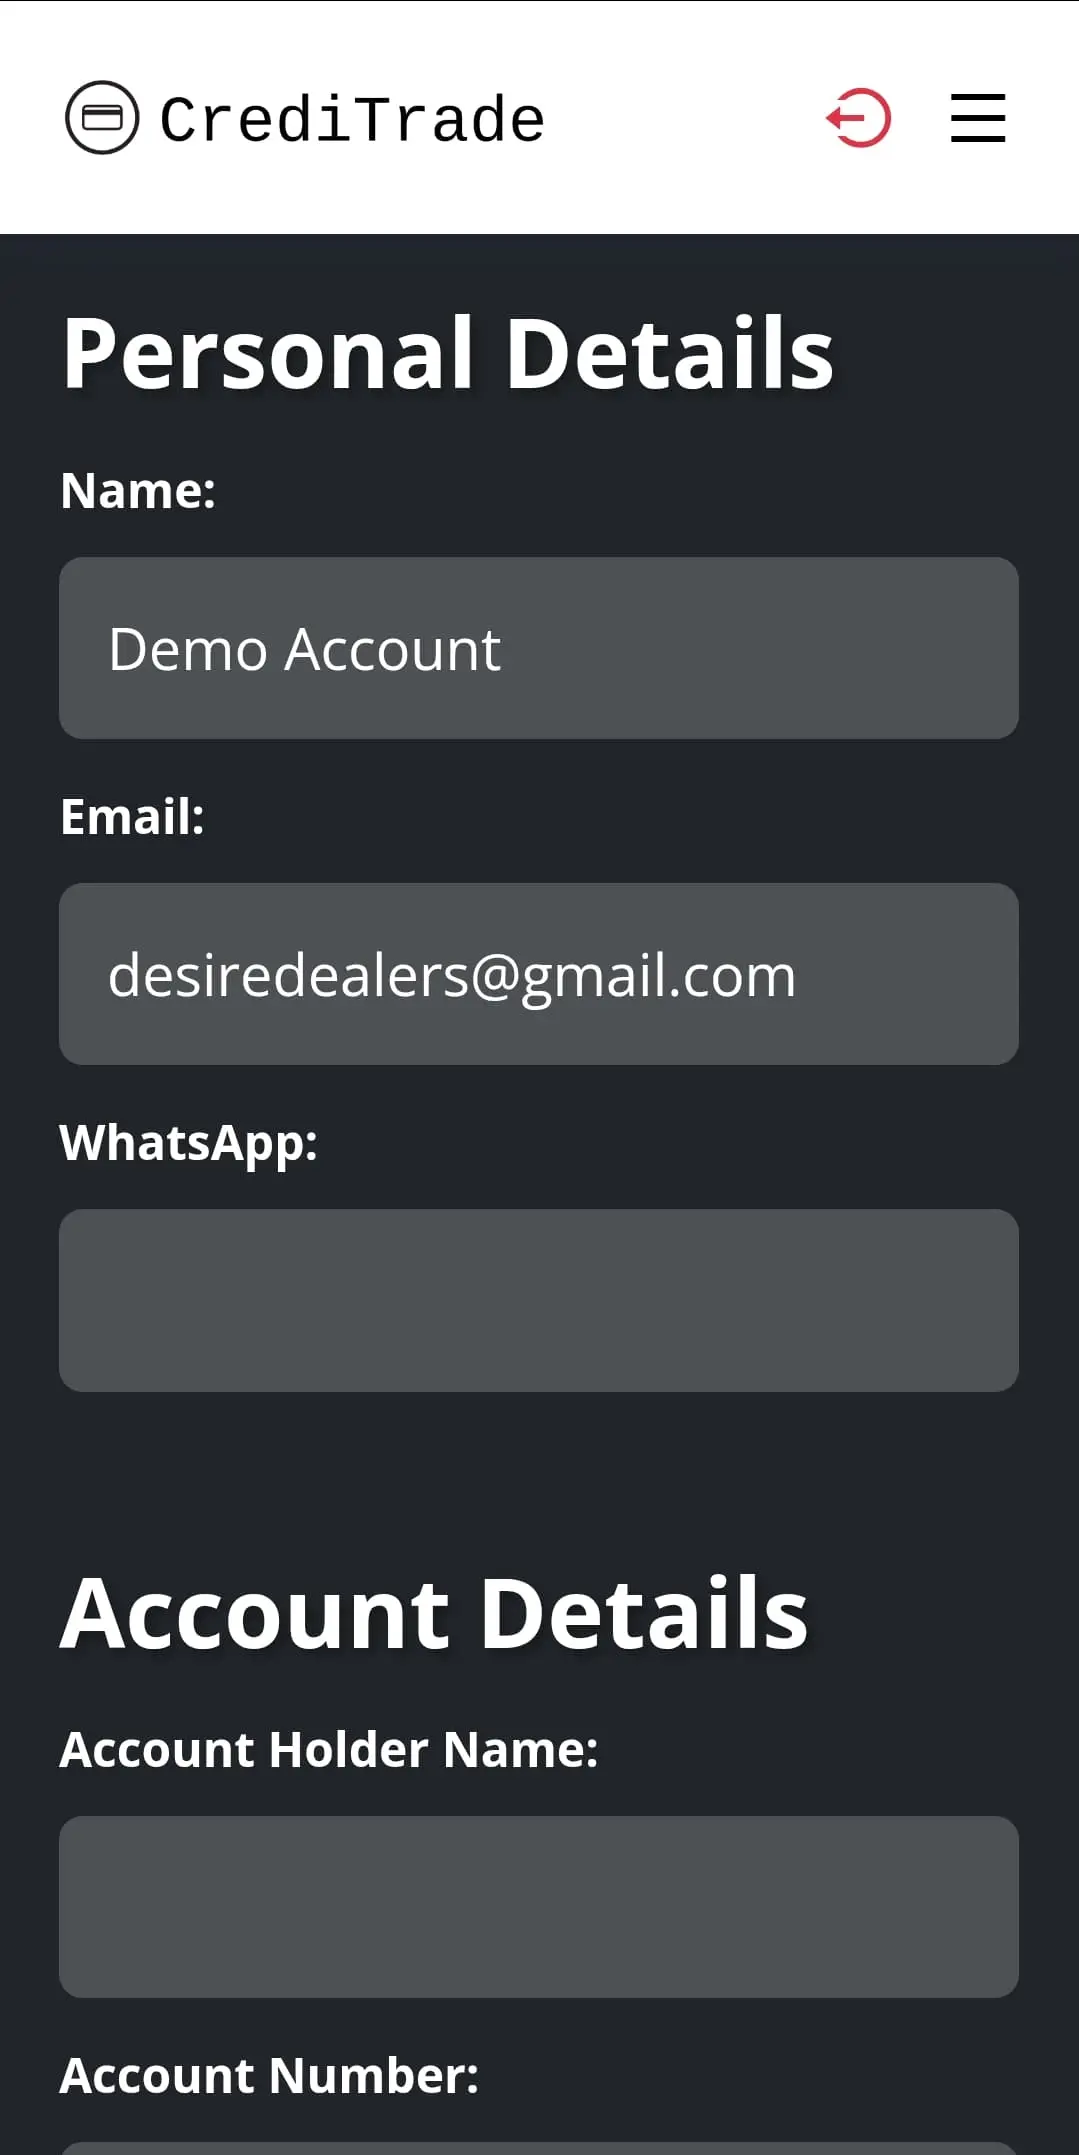 CrediTrade
Personal Details
Name:
Demo Account
Email:
desiredealers@gmail.com
WhatsApp:
Account Details
Account Holder Name:
Account Number: